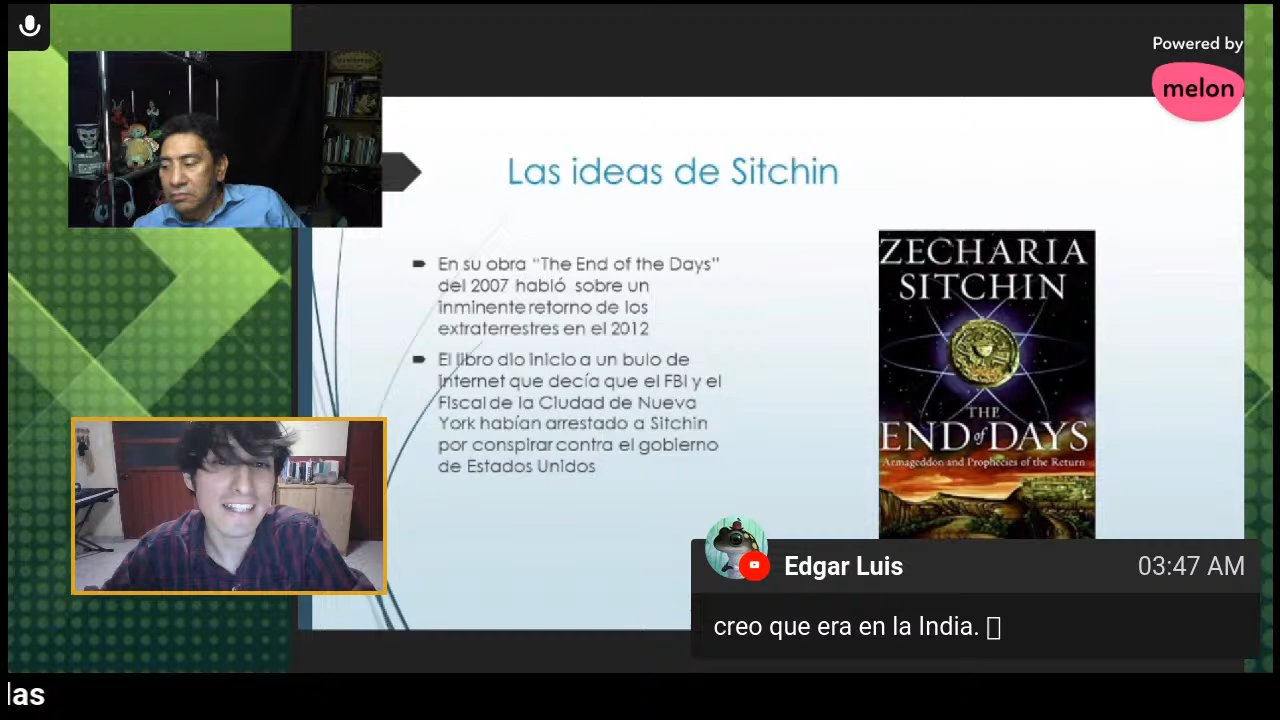 Powered by
melon
Las ideas de Sitchin
En su obra “The End of the Days”
del 2007 habló sobre un
inminente retorno de los
extraterrestres en el 2012
El libro dio inicio a un bulo de
internet que decía que el FBI y el
Fiscal de la Ciudad de Nueva
York habían arrestado a Sitchin
por conspirar contra el gobierno
de Estados Unidos
ZECHARIA
SITCHIN
THE
END of DAYS
Armageddon and Prophecies of the Return
Edgar Luis 03:47 AM
creo que era en la India.
las